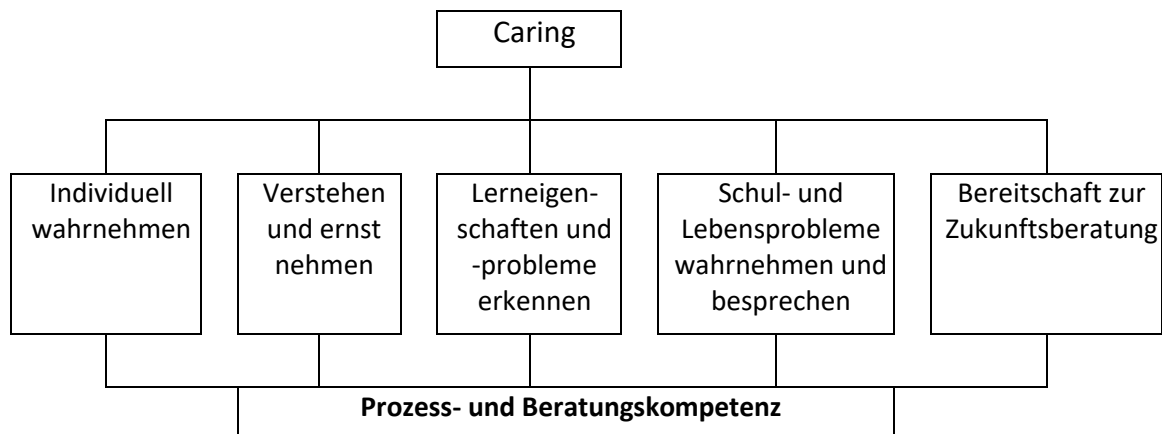 Caring
Individuell
wahrnehmen
Verstehen
und ernst
nehmen
Lerneigen-
schaften und
-probleme
erkennen
Schul- und
Lebensprobleme
wahrnehmen und
besprechen
Bereitschaft zur
Zukunftsberatung
Prozess- und Beratungskompetenz